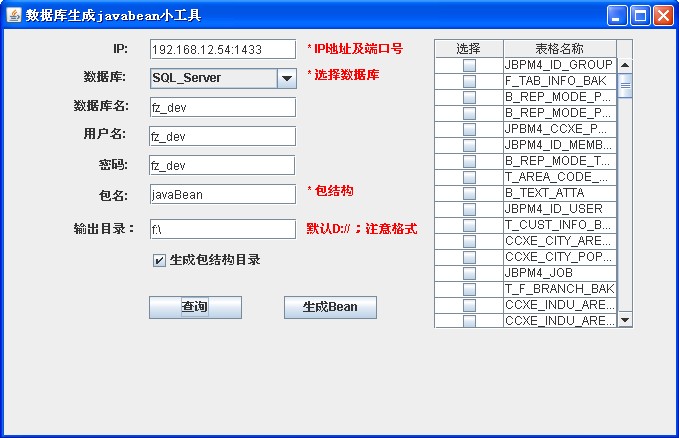 数据库生成javabean小工具
IP: 192.168.12.54:1433 * IP地址及端口号
数据库: SQL_Server * 选择数据库
数据库名: fz_dev
用户名: fz_dev
密码: fz_dev
包名: javaBean * 包结构
输出目录： f:\ 默认D:// ；注意格式
生成包结构目录
查询 生成Bean
选择 表格名称
JBPM4_ID_GROUP
F_TAB_INFO_BAK
B_REP_MODE_P...
B_REP_MODE_P...
JPBM4_CCXE_P...
JBPM4_ID_MEMB...
B_REP_MODE_T...
T_AREA_CODE_...
B_TEXT_ATTA
JBPM4_ID_USER
T_CUST_INFO_B...
CCXE_CITY_ARE...
CCXE_CITY_POP...
JBPM4_JOB
T_F_BRANCH_BAK
CCXE_INDU_ARE...
CCXE_INDU_ARE...